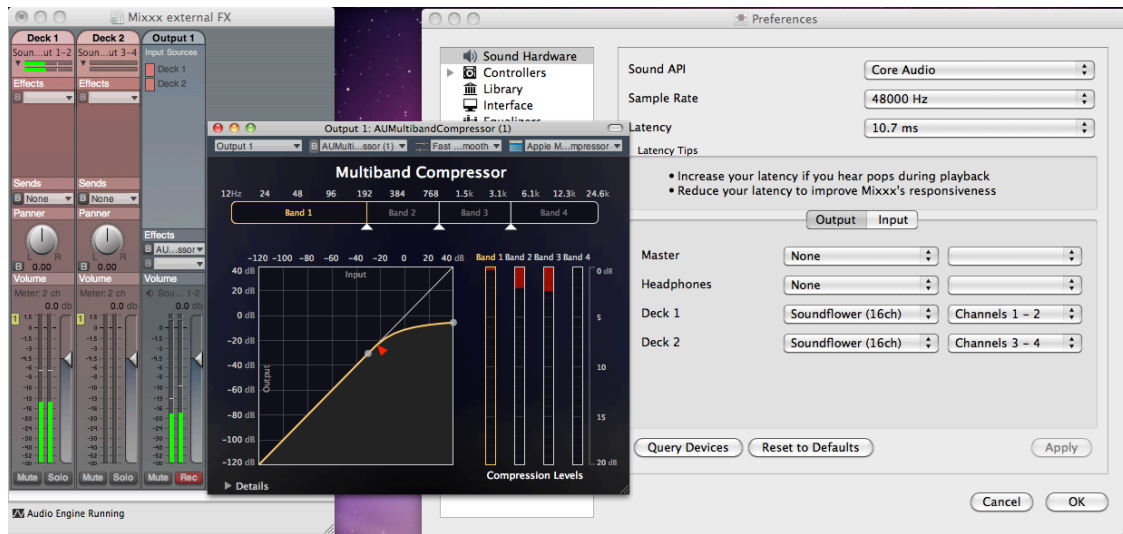 Mixxx external FX
Deck 1
Deck 2
Output 1
Soun...ut 1-2
Soun...ut 3-4
Input Sources
Deck 1
Deck 2
Effects
Effects
B
B
Sends
Sends
B None
B None
Panner
Panner
L R
L R
B 0.00
B 0.00
Effects
B AU...ssor
B
Volume
Volume
Volume
Meter: 2 ch
Meter: 2 ch
Sou... 1-2
0.0 db
0.0 db
0.0 db
Mute Solo
Mute Solo
Mute Rec
Audio Engine Running
Output 1: AUMultibandCompressor (1)
Output 1
B AUMulti...ssor (1)
Fast ...mooth
Apple M...mpressor
Multiband Compressor
12Hz 24 48 96 192 384 768 1.5k 3.1k 6.1k 12.3k 24.6k
Band 1 Band 2 Band 3 Band 4
-120 -100 -80 -60 -40 -20 0 20 40 dB
Band 1 Band 2 Band 3 Band 4
Input
Output
40 dB
20 dB
0 dB
-20 dB
-40 dB
-60 dB
-80 dB
-100 dB
-120 dB
0 dB
5
10
15
20 dB
Compression Levels
Details
Preferences
Sound Hardware
Controllers
Library
Interface
Equalizers
Sound API
Core Audio
Sample Rate
48000 Hz
Latency
10.7 ms
Latency Tips
• Increase your latency if you hear pops during playback
• Reduce your latency to improve Mixxx's responsiveness
Output Input
Master
None
Headphones
None
Deck 1
Soundflower (16ch)
Channels 1 - 2
Deck 2
Soundflower (16ch)
Channels 3 - 4
Query Devices
Reset to Defaults
Apply
Cancel
OK